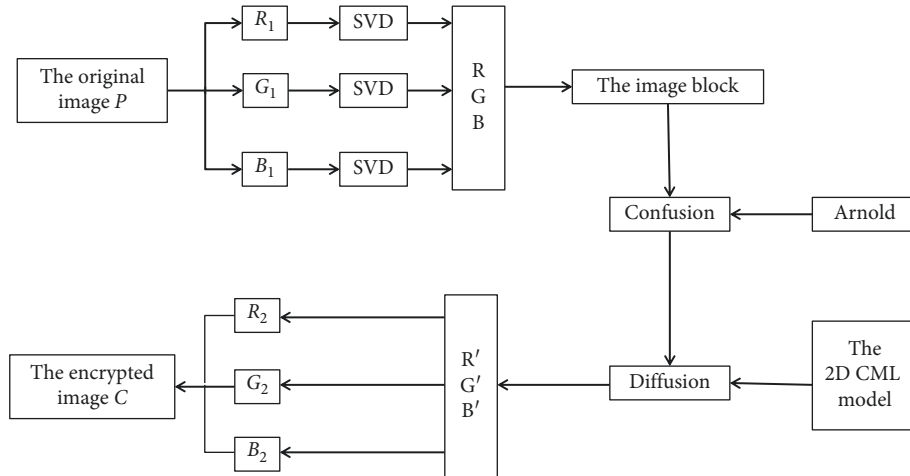 The original
image P
R₁
SVD
G₁
SVD
B₁
SVD
R
G
B
The image block
Confusion
Arnold
The
2D CML
model
Diffusion
R′
G′
B′
R₂
G₂
B₂
The encrypted
image C